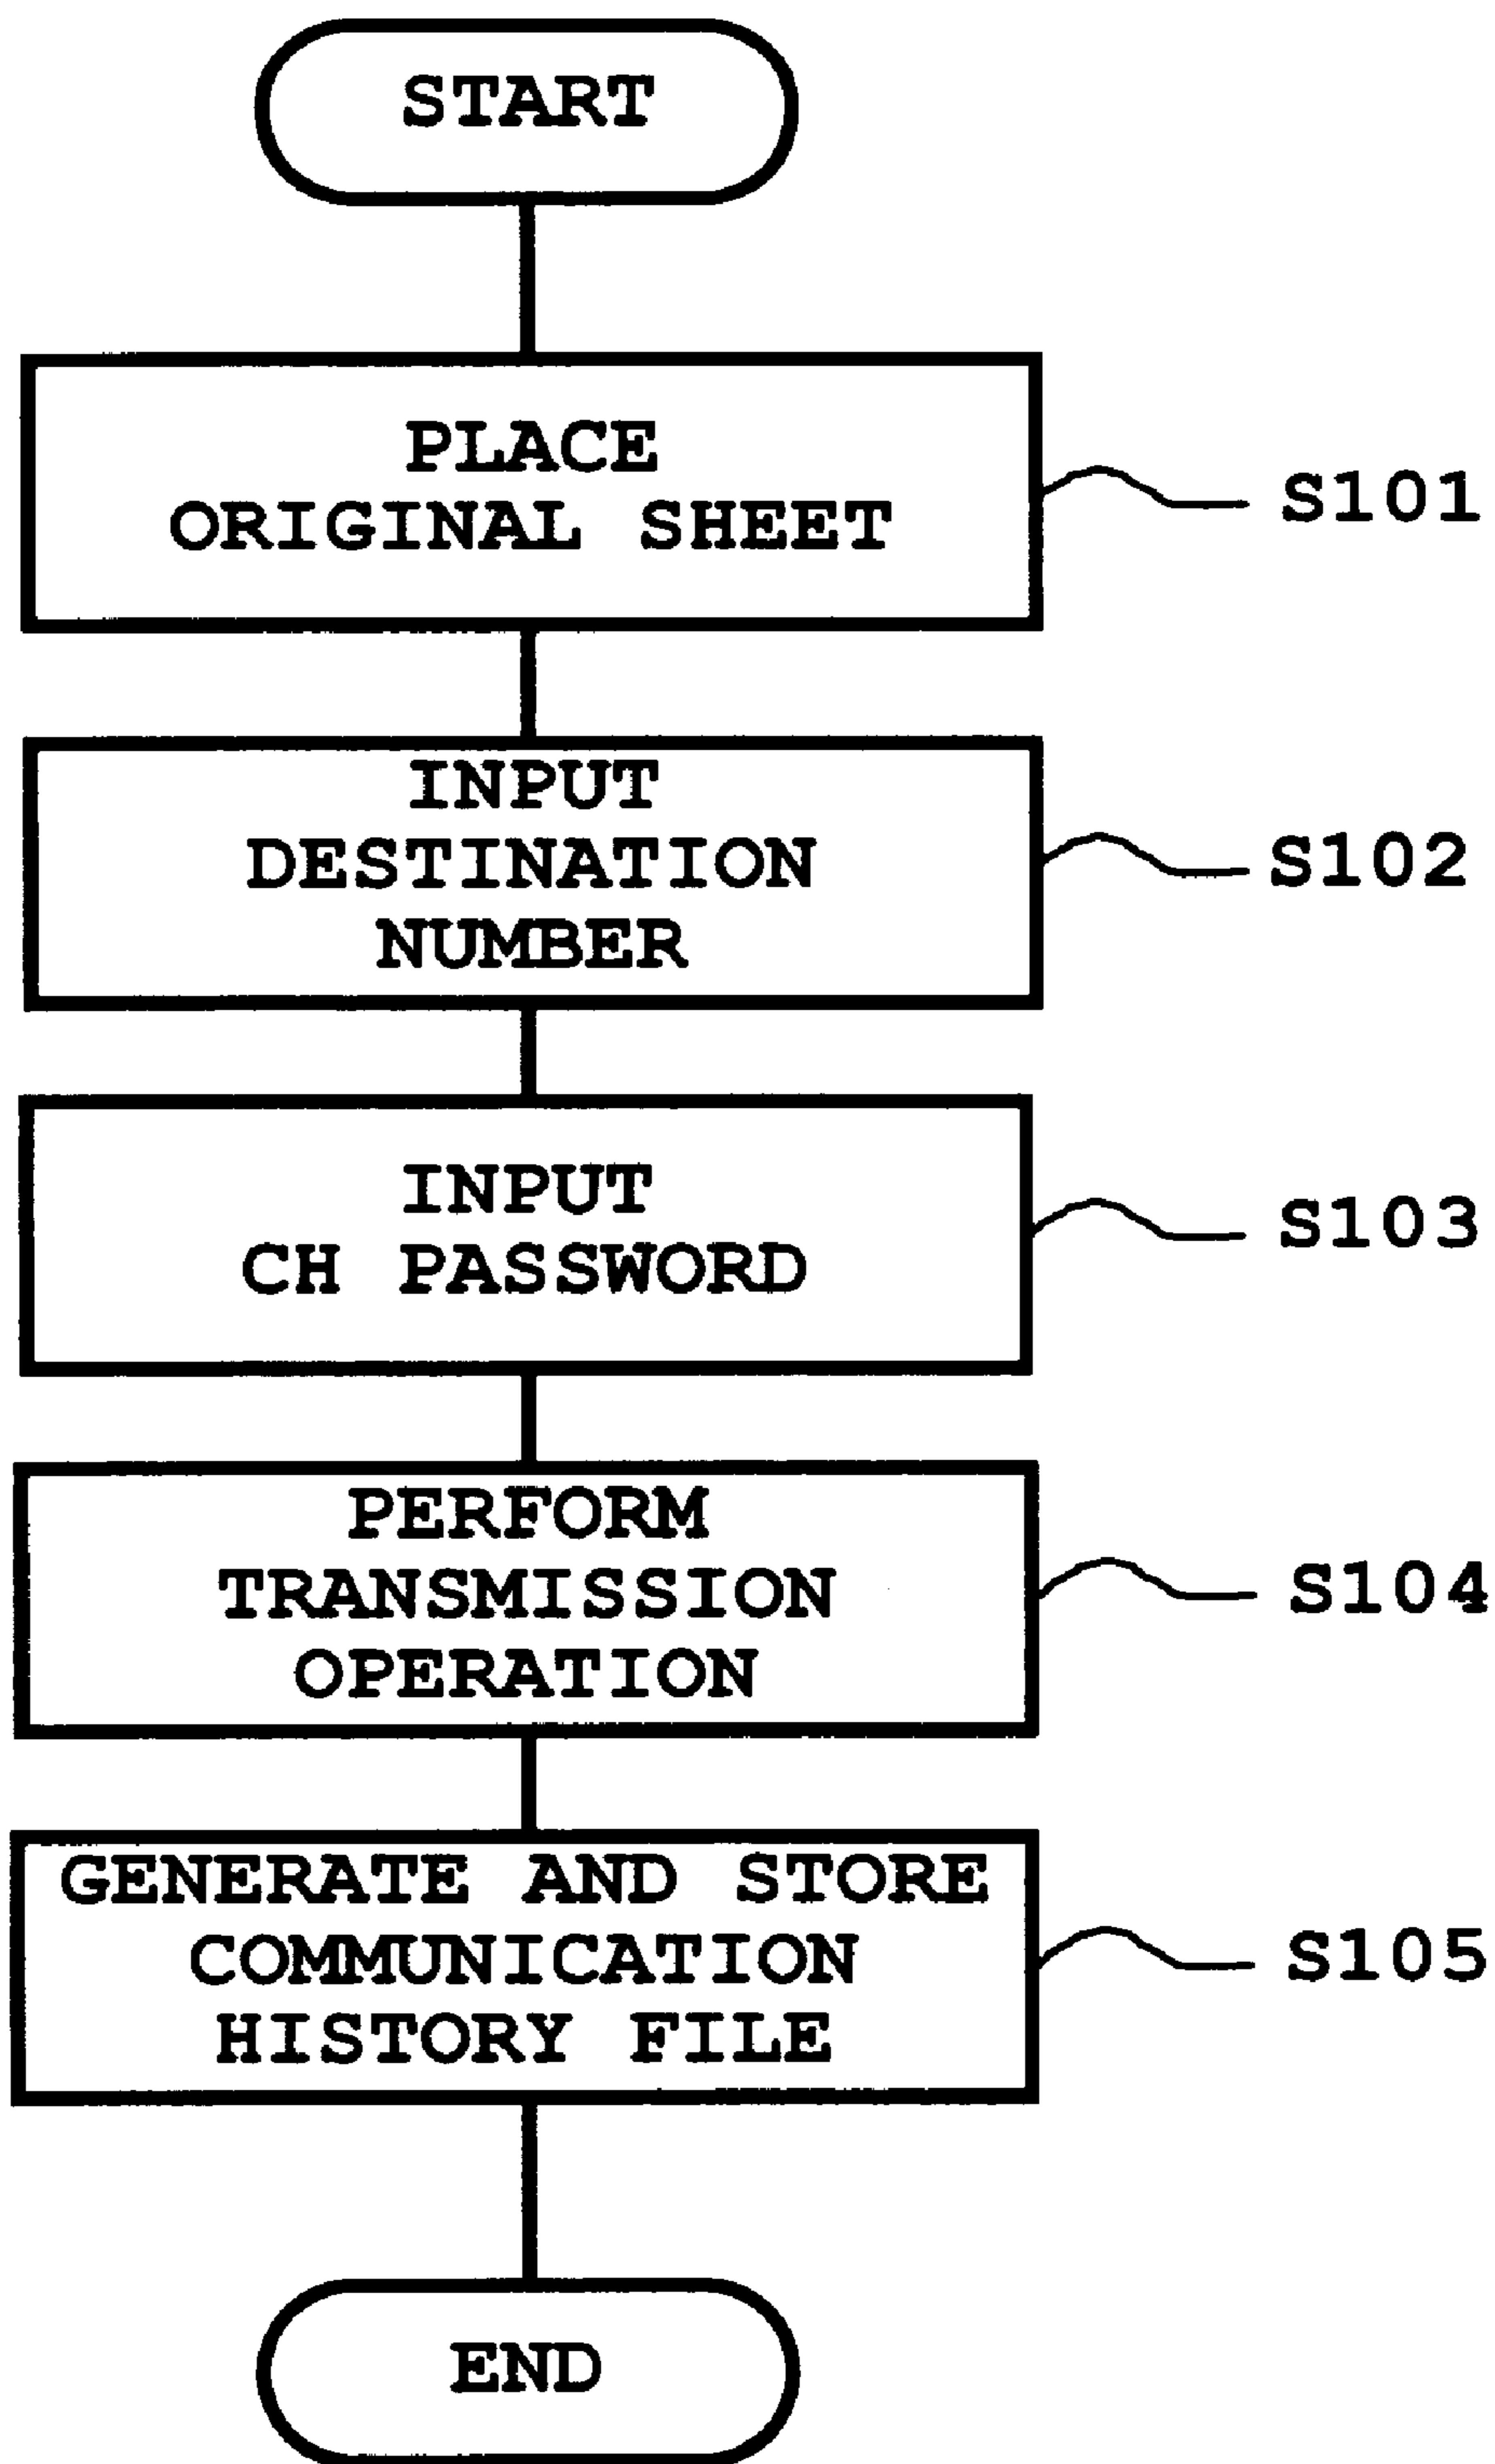 START
PLACE
ORIGINAL SHEET
S101
INPUT
DESTINATION
NUMBER
S102
INPUT
CH PASSWORD
S103
PERFORM
TRANSMISSION
OPERATION
S104
GENERATE AND STORE
COMMUNICATION
HISTORY FILE
S105
END